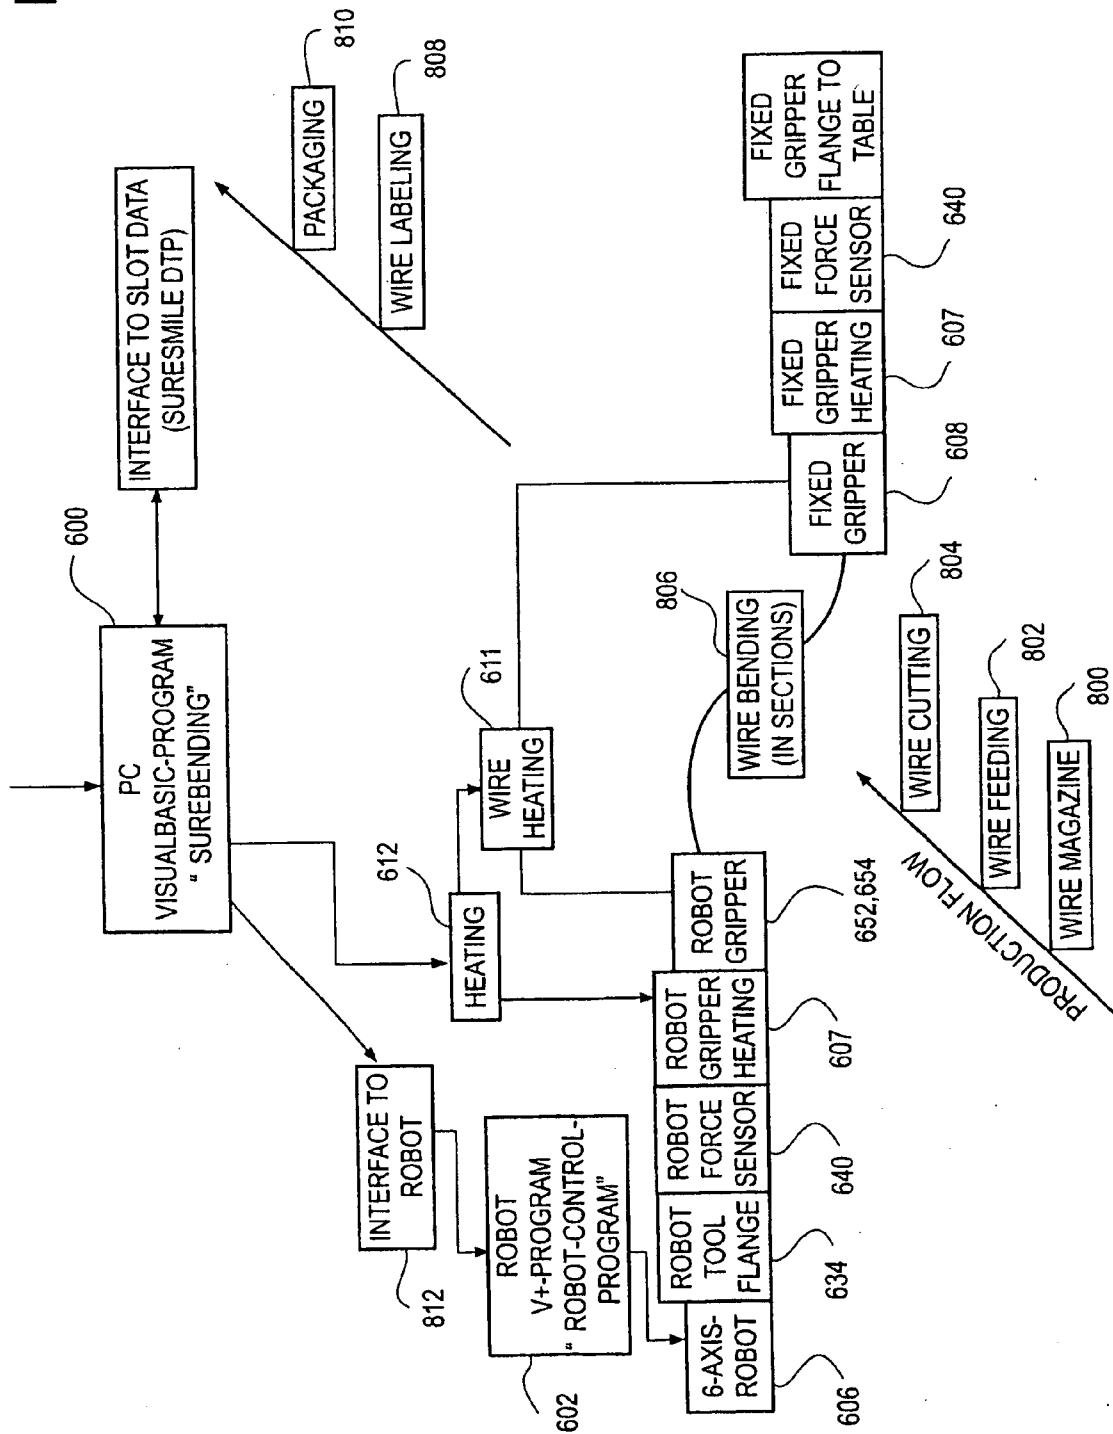 600
PC
VISUALBASIC-PROGRAM
“ SUREBENDING”
INTERFACE TO SLOT DATA
(SURESMILE DTP)
PACKAGING
810
WIRE LABELING
808
INTERFACE TO
ROBOT
812
612
HEATING
611
WIRE
HEATING
ROBOT
V+-PROGRAM
“ ROBOT-CONTROL-
PROGRAM”
602
806
WIRE BENDING
(IN SECTIONS)
6-AXIS-
ROBOT
606
ROBOT
TOOL
FLANGE
634
ROBOT
FORCE
SENSOR
640
ROBOT
GRIPPER
HEATING
607
ROBOT
GRIPPER
652,654
FIXED
GRIPPER
608
FIXED
GRIPPER
HEATING
607
FIXED
FORCE
SENSOR
640
FIXED
GRIPPER
FLANGE TO
TABLE
WIRE CUTTING
804
WIRE FEEDING
802
WIRE MAGAZINE
800
PRODUCTION FLOW